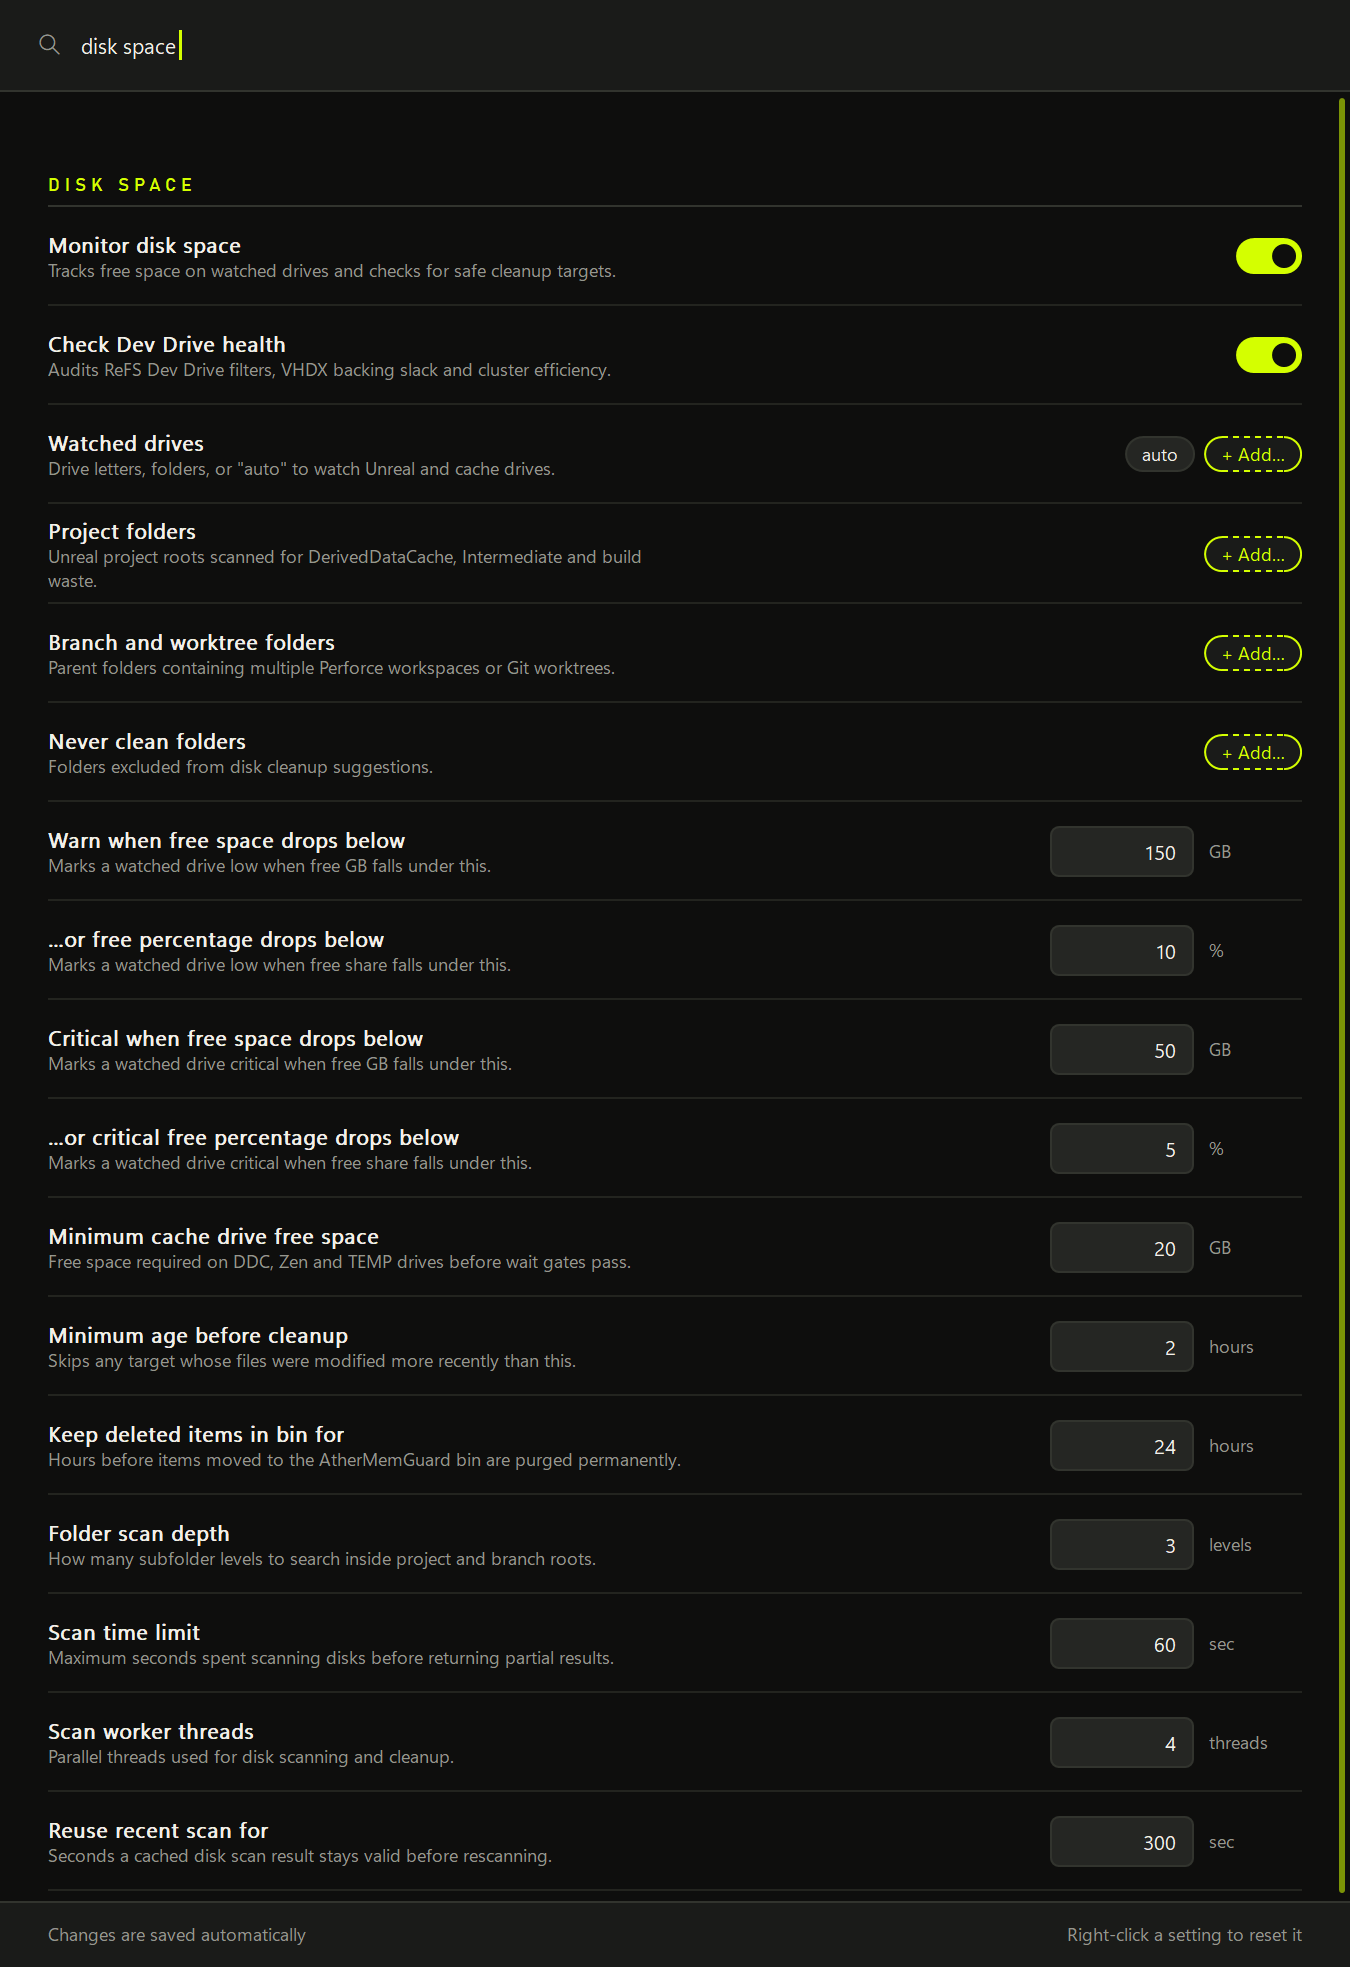 disk space
DISK SPACE
Monitor disk space
Tracks free space on watched drives and checks for safe cleanup targets.
Check Dev Drive health
Audits ReFS Dev Drive filters, VHDX backing slack and cluster efficiency.
Watched drives
Drive letters, folders, or "auto" to watch Unreal and cache drives.
auto
+ Add...
Project folders
Unreal project roots scanned for DerivedDataCache, Intermediate and build
waste.
+ Add...
Branch and worktree folders
Parent folders containing multiple Perforce workspaces or Git worktrees.
+ Add...
Never clean folders
Folders excluded from disk cleanup suggestions.
+ Add...
Warn when free space drops below
Marks a watched drive low when free GB falls under this.
150 GB
...or free percentage drops below
Marks a watched drive low when free share falls under this.
10 %
Critical when free space drops below
Marks a watched drive critical when free GB falls under this.
50 GB
...or critical free percentage drops below
Marks a watched drive critical when free share falls under this.
5 %
Minimum cache drive free space
Free space required on DDC, Zen and TEMP drives before wait gates pass.
20 GB
Minimum age before cleanup
Skips any target whose files were modified more recently than this.
2 hours
Keep deleted items in bin for
Hours before items moved to the AtherMemGuard bin are purged permanently.
24 hours
Folder scan depth
How many subfolder levels to search inside project and branch roots.
3 levels
Scan time limit
Maximum seconds spent scanning disks before returning partial results.
60 sec
Scan worker threads
Parallel threads used for disk scanning and cleanup.
4 threads
Reuse recent scan for
Seconds a cached disk scan result stays valid before rescanning.
300 sec
Changes are saved automatically
Right-click a setting to reset it